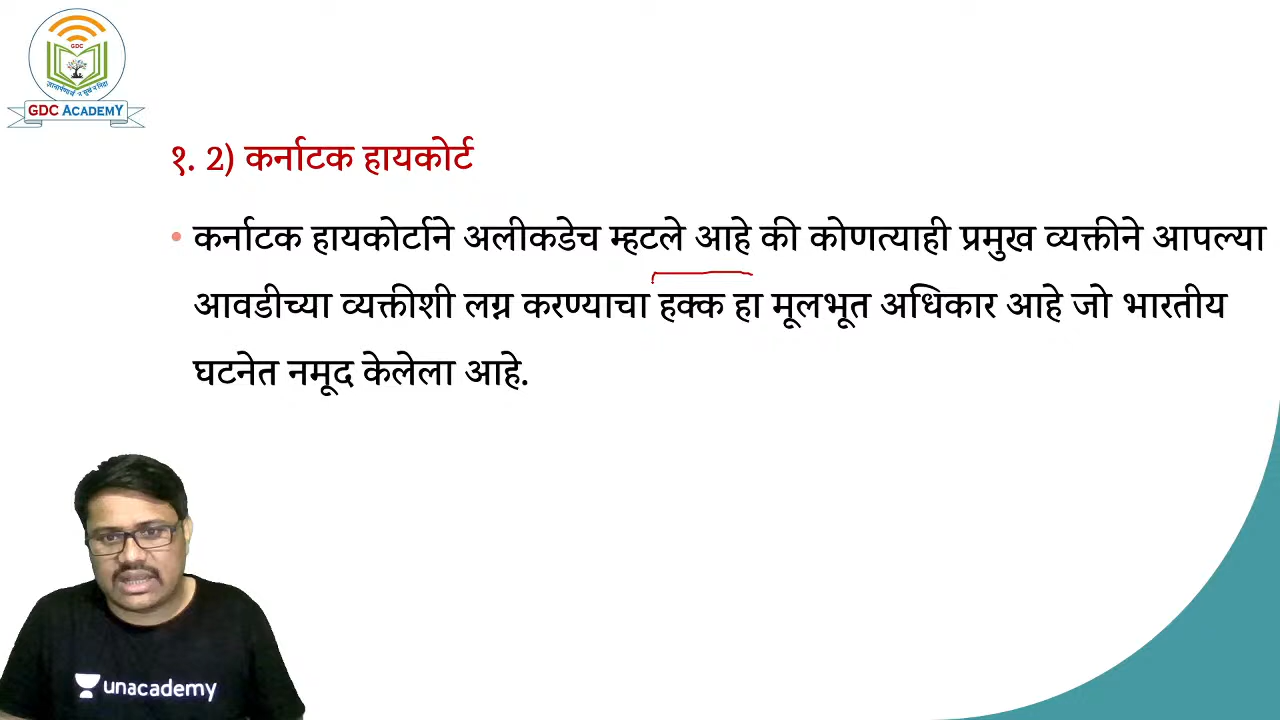 GDC
GDC ACADEMY
१. 2) कर्नाटक हायकोर्ट
• कर्नाटक हायकोर्टाने अलीकडेच म्हटले आहे की कोणत्याही प्रमुख व्यक्तीने आपल्या
आवडीच्या व्यक्तीशी लग्न करण्याचा हक्क हा मूलभूत अधिकार आहे जो भारतीय
घटनेत नमूद केलेला आहे.
unacademy